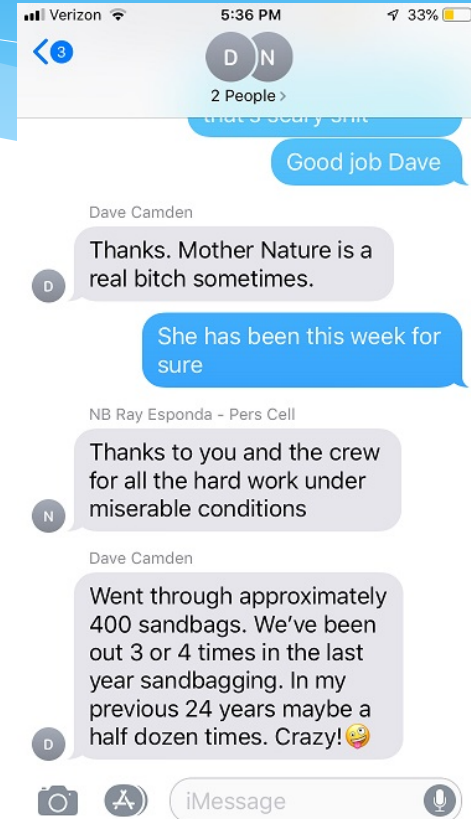 Verizon 5:36 PM 33%
3
D N
2 People >
that's scary shit
Good job Dave
Dave Camden
Thanks. Mother Nature is a
real bitch sometimes.
D
She has been this week for
sure
NB Ray Esponda - Pers Cell
Thanks to you and the crew
for all the hard work under
miserable conditions
N
Dave Camden
Went through approximately
400 sandbags. We've been
out 3 or 4 times in the last
year sandbagging. In my
previous 24 years maybe a
half dozen times. Crazy!🤪
D
iMessage